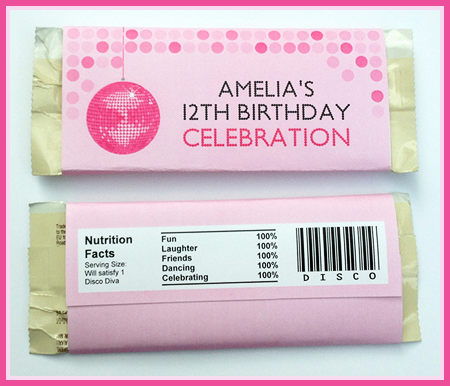 AMELIA'S
12TH BIRTHDAY
CELEBRATION
Nutrition
Facts
Serving Size:
Will satisfy 1
Disco Diva
Fun 100%
Laughter 100%
Friends 100%
Dancing 100%
Celebrating 100%
DISCO